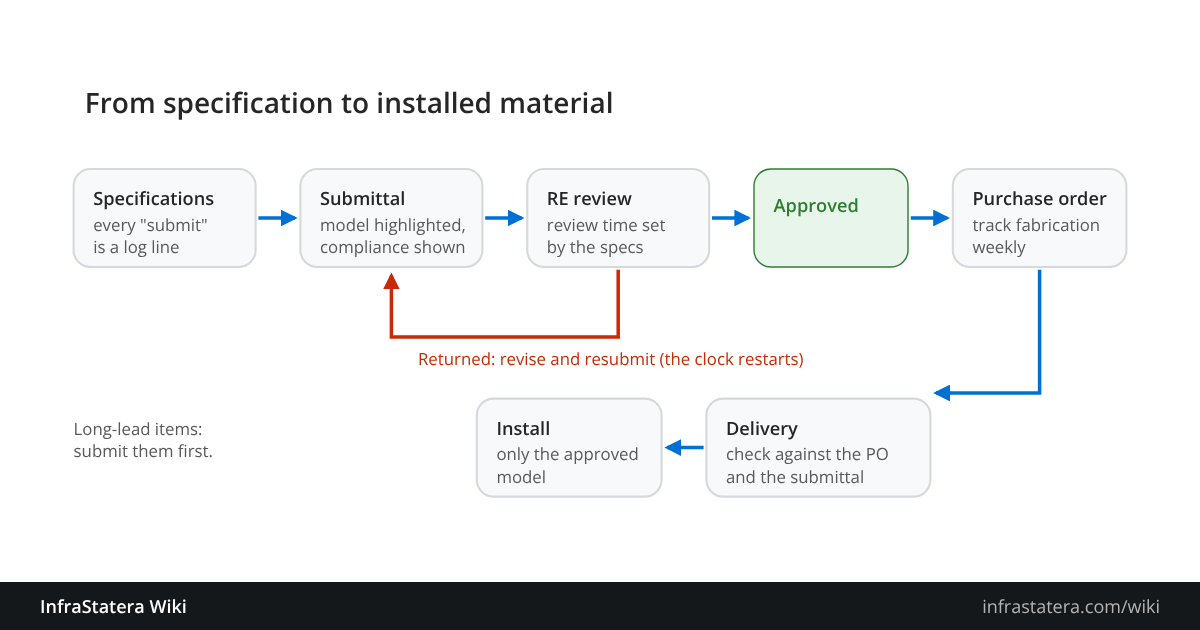 From specification to installed material
Specifications
every "submit"
is a log line
Submittal
model highlighted,
compliance shown
RE review
review time set
by the specs
Approved
Purchase order
track fabrication
weekly
Returned: revise and resubmit (the clock restarts)
Long-lead items:
submit them first.
Install
only the approved
model
Delivery
check against the PO
and the submittal
InfraStatera Wiki
infrastatera.com/wiki